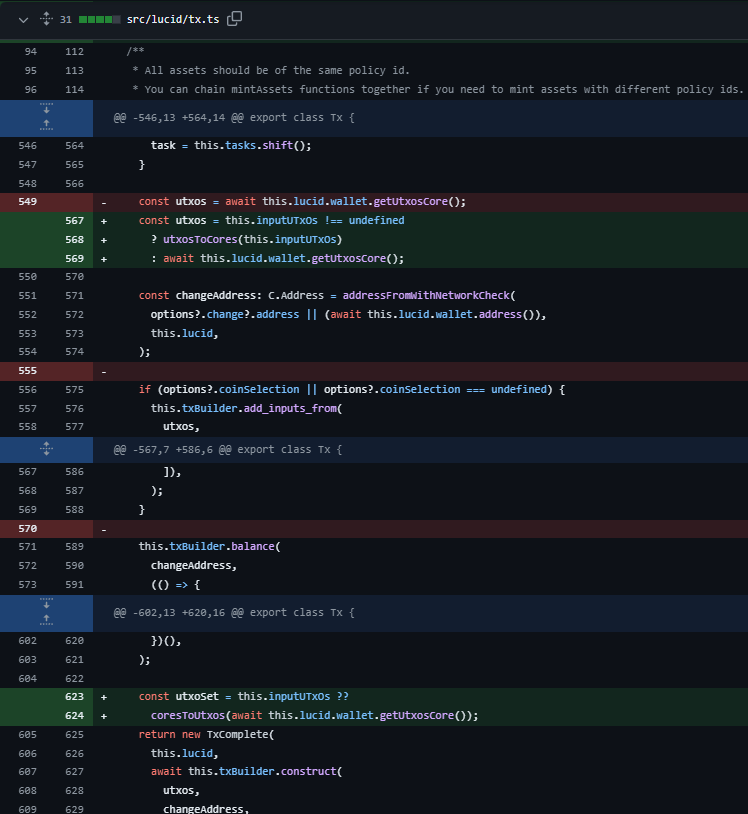 31 src/lucid/tx.ts
94 112 /**
95 113 * All assets should be of the same policy id.
96 114 * You can chain mintAssets functions together if you need to mint assets with different policy ids.
@@ -546,13 +564,14 @@ export class Tx {
546 564 task = this.tasks.shift();
547 565 }
548 566
549 - const utxos = await this.lucid.wallet.getUtxosCore();
567 + const utxos = this.inputUTxOs !== undefined
568 + ? utxosToCores(this.inputUTxOs)
569 + : await this.lucid.wallet.getUtxosCore();
550 570
551 571 const changeAddress: C.Address = addressFromWithNetworkCheck(
552 572 options?.change?.address || (await this.lucid.wallet.address()),
553 573 this.lucid,
554 574 );
555 -
556 575 if (options?.coinSelection || options?.coinSelection === undefined) {
557 576 this.txBuilder.add_inputs_from(
558 577 utxos,
@@ -567,7 +586,6 @@ export class Tx {
567 586 ]),
568 587 );
569 588 }
570 -
571 589 this.txBuilder.balance(
572 590 changeAddress,
573 591 (() => {
@@ -602,13 +620,16 @@ export class Tx {
602 620 })(),
603 621 );
604 622
623 + const utxoSet = this.inputUTxOs ??
624 + coresToUtxos(await this.lucid.wallet.getUtxosCore());
605 625 return new TxComplete(
606 626 this.lucid,
607 627 await this.txBuilder.construct(
608 628 utxos,
609 629 changeAddress,